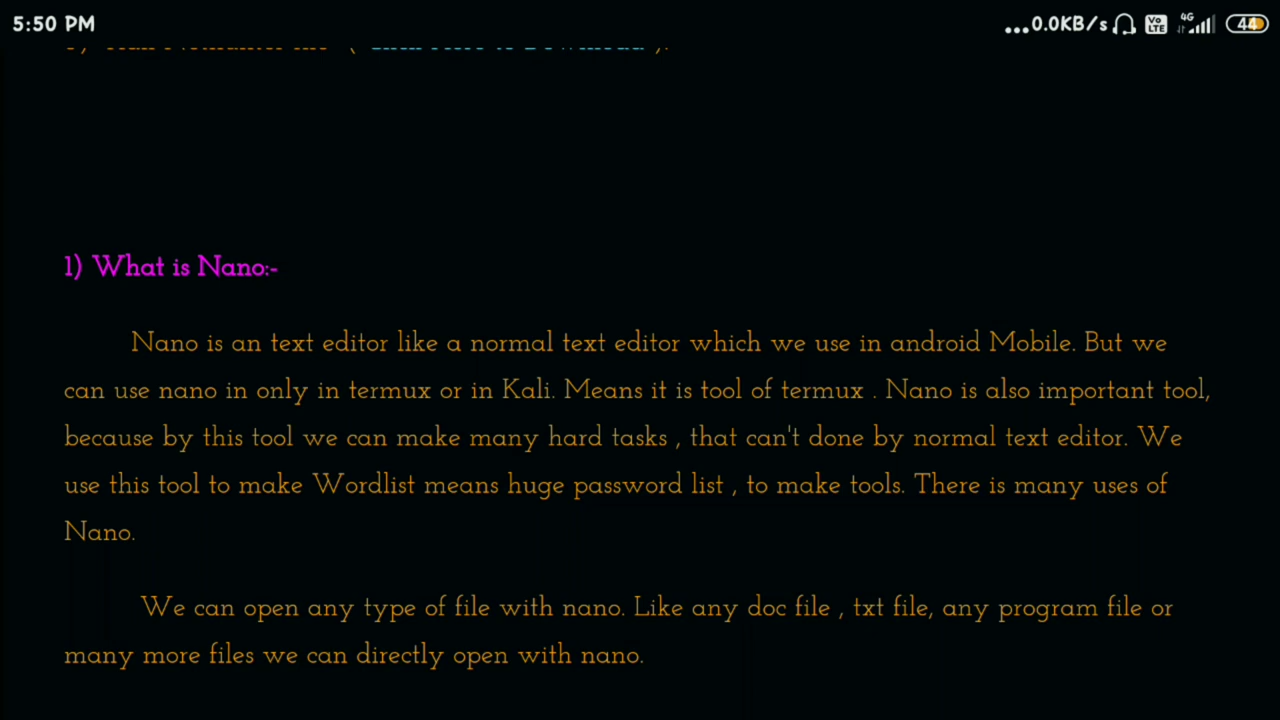 5:50 PM
...0.0KB/s Vo LTE 4G 44
1) What is Nano:-
Nano is an text editor like a normal text editor which we use in android Mobile. But we
can use nano in only in termux or in Kali. Means it is tool of termux . Nano is also important tool,
because by this tool we can make many hard tasks , that can't done by normal text editor. We
use this tool to make Wordlist means huge password list , to make tools. There is many uses of
Nano.
We can open any type of file with nano. Like any doc file , txt file, any program file or
many more files we can directly open with nano.